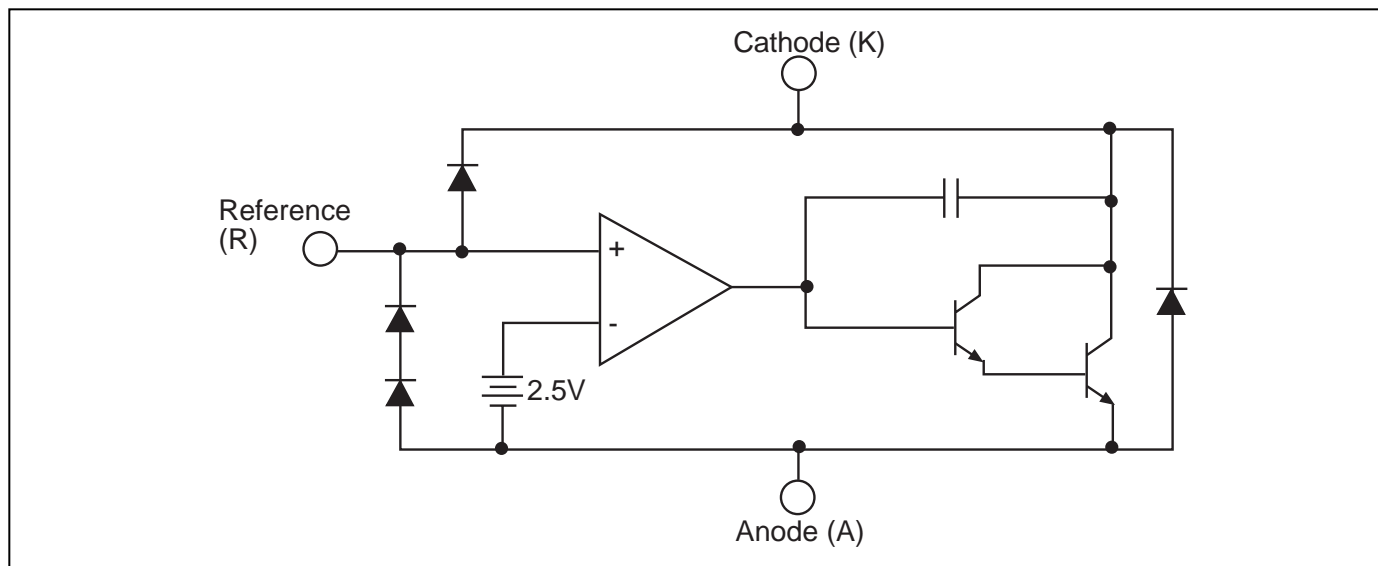 Cathode (K)
Reference
(R)
+
-
2.5V
Anode (A)